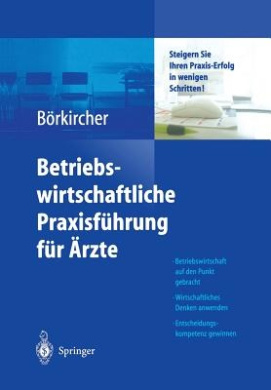 Steigern Sie
Ihren Praxis-Erfolg
in wenigen
Schritten!
Börkircher
Betriebs-
wirtschaftliche
Praxisführung
für Ärzte
·Betriebswirtschaft
auf den Punkt
gebracht
·Wirtschaftliches
Denken anwenden
·Entscheidungs-
kompetenz gewinnen
Springer